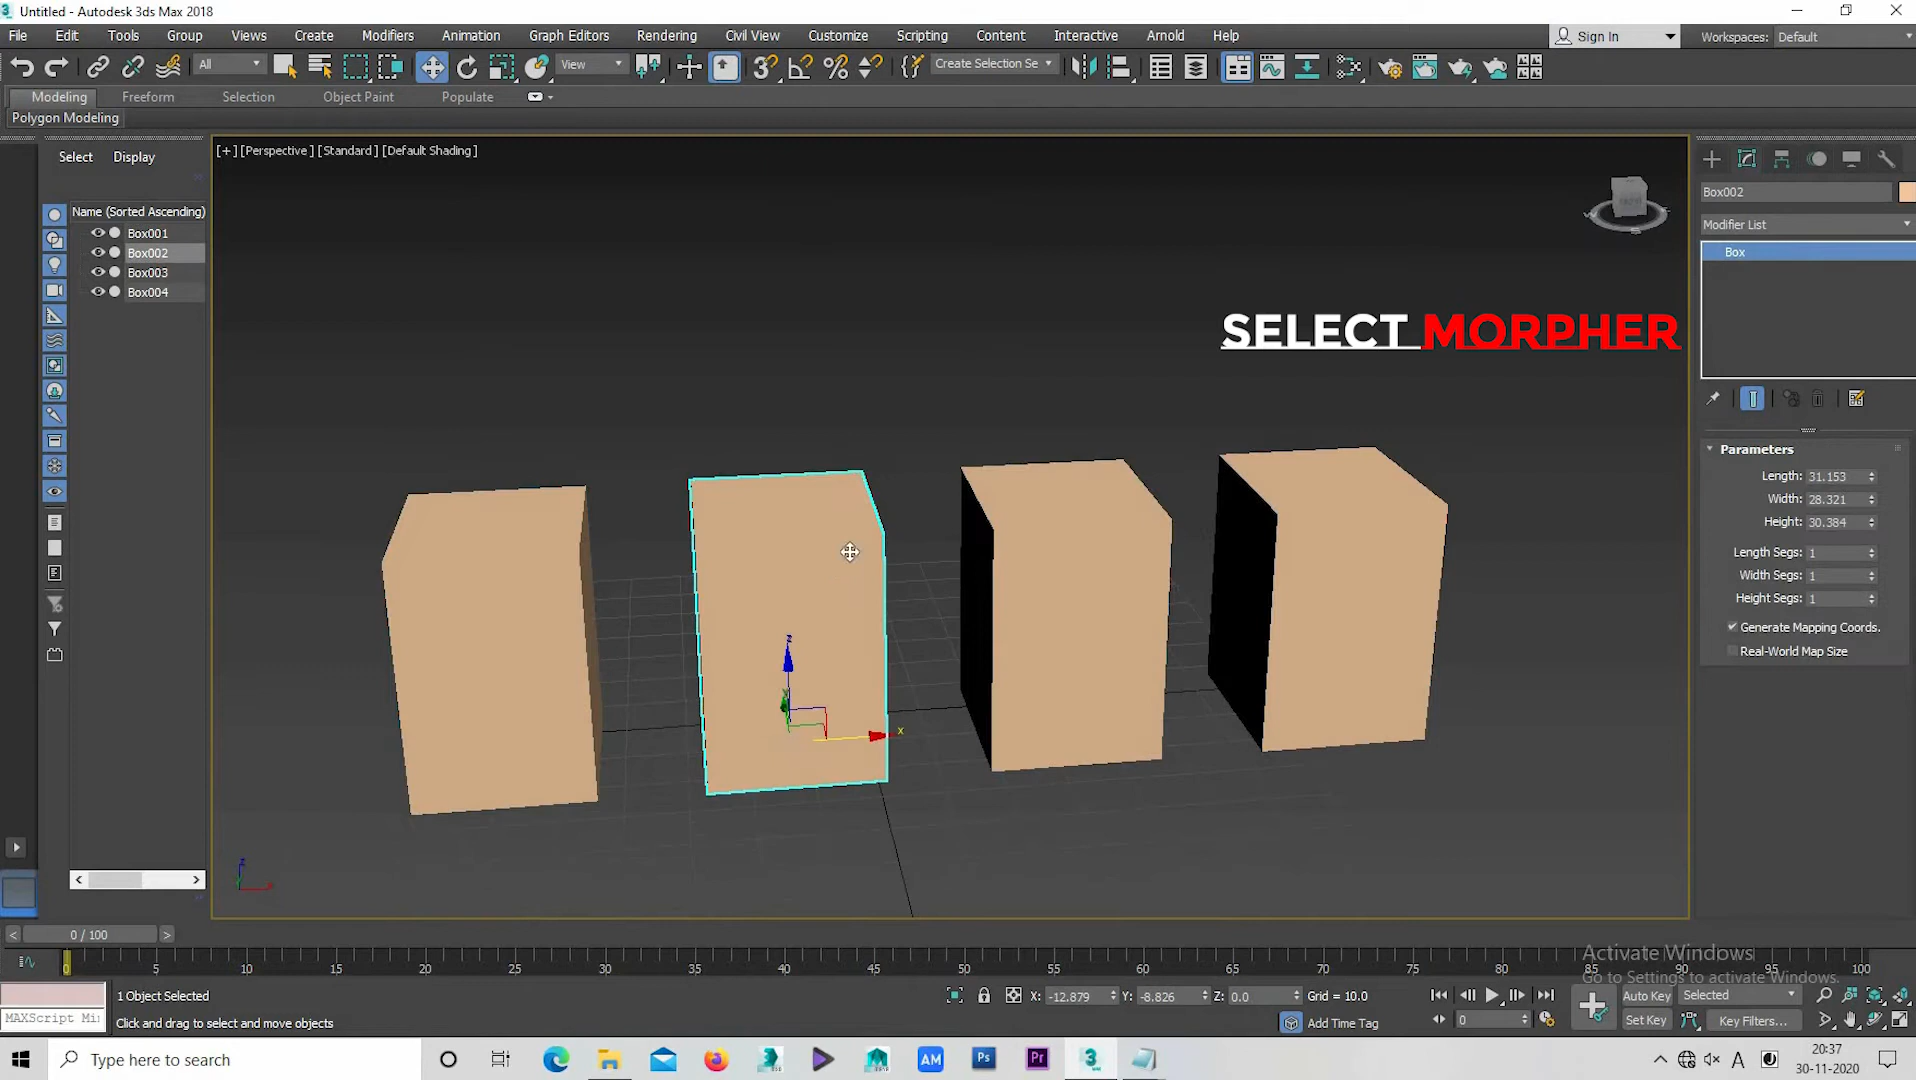 Untitled - Autodesk 3ds Max 2018
File Edit Tools Group Views Create Modifiers Animation Graph Editors Rendering Civil View Customize Scripting Content Interactive Arnold Help Sign In Workspaces: Default
All View Create Selection Se
Modeling Freeform Selection Object Paint Populate
Polygon Modeling
[+] [Perspective] [Standard] [Default Shading]
Select Display
Name (Sorted Ascending)
Box001
Box002
Box003
Box004
SELECT MORPHER
Box002
Modifier List
Box
Parameters
Length: 31.153
Width: 28.321
Height: 30.384
Length Segs: 1
Width Segs: 1
Height Segs: 1
Generate Mapping Coords.
Real-World Map Size
z
x
z
0 / 100
0 5 10 15 20 25 30 35 40 45 50 55 60 65 70 75 80 85 90 95 100
Activate Windows
Go to Settings to activate Windows.
1 Object Selected
X: -12.879 Y: -8.826 Z: 0.0 Grid = 10.0
Auto Key Selected
MAXScript Mi
Click and drag to select and move objects
Add Time Tag
0
Set Key Key Filters...
Type here to search
AM Ps Pr 3
A
20:37
30-11-2020